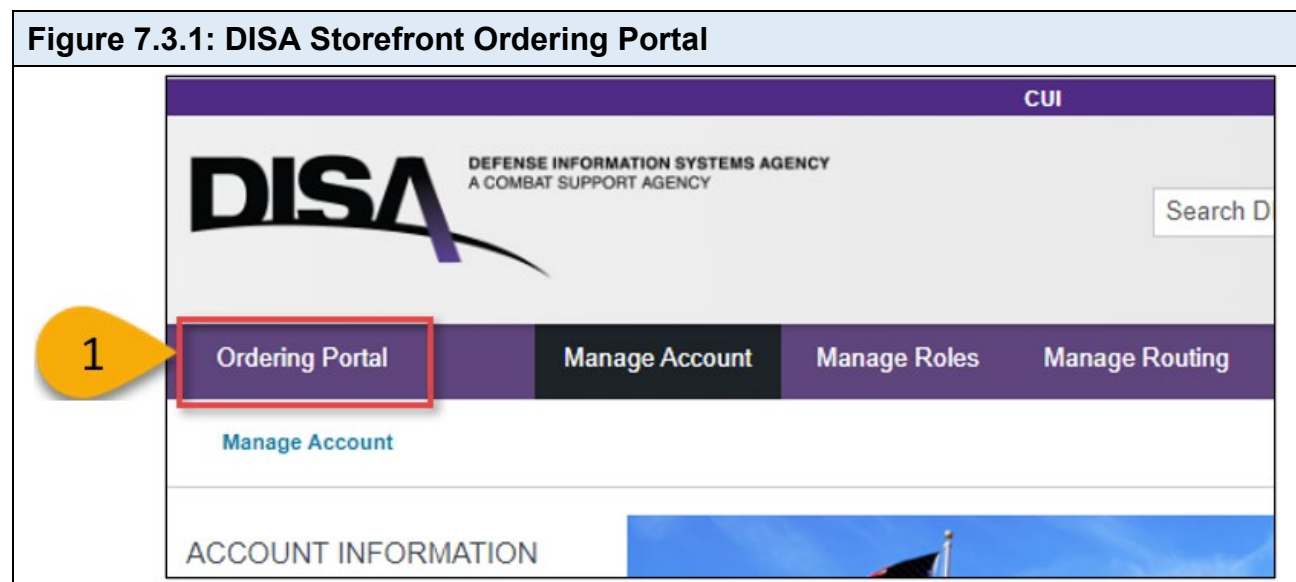 Figure 7.3.1: DISA Storefront Ordering Portal
CUI
DISA
DEFENSE INFORMATION SYSTEMS AGENCY
A COMBAT SUPPORT AGENCY
Search D
1
Ordering Portal Manage Account Manage Roles Manage Routing
Manage Account
ACCOUNT INFORMATION